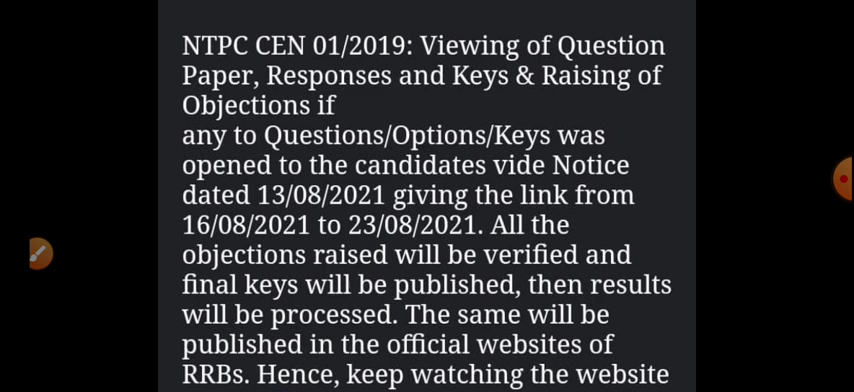 NTPC CEN 01/2019: Viewing of Question
Paper, Responses and Keys & Raising of
Objections if
any to Questions/Options/Keys was
opened to the candidates vide Notice
dated 13/08/2021 giving the link from
16/08/2021 to 23/08/2021. All the
objections raised will be verified and
final keys will be published, then results
will be processed. The same will be
published in the official websites of
RRBs. Hence, keep watching the website